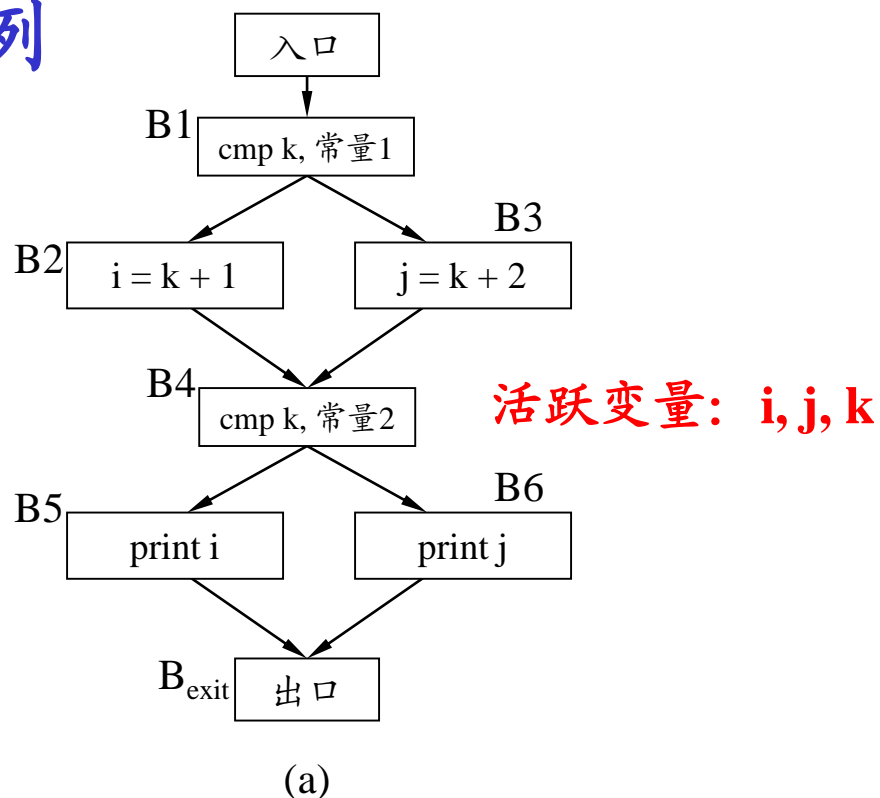 例
入口
B1
cmp k, 常量1
B3
B2
i = k + 1
j = k + 2
B4
cmp k, 常量2
活跃变量: i, j, k
B6
B5
print i
print j
Bexit
出口
(a)